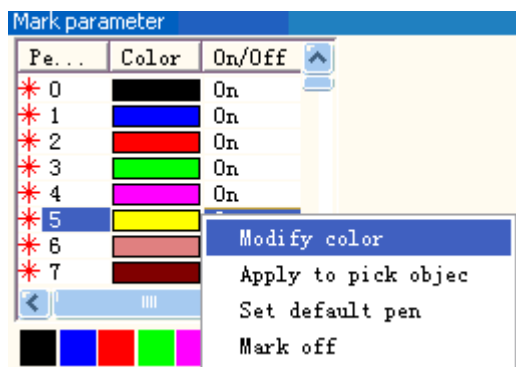 Mark parameter
Pe... Color On/Off
0 On
1 On
2 On
3 On
4 On
5
6
7
Modify color
Apply to pick objec
Set default pen
Mark off